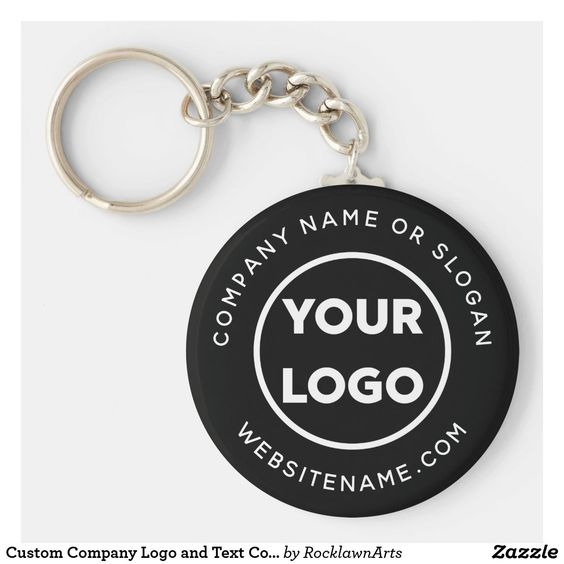 COMPANY NAME OR SLOGAN
YOUR
LOGO
WEBSITENAME.COM
Custom Company Logo and Text Co... by RocklawnArts
Zazzle